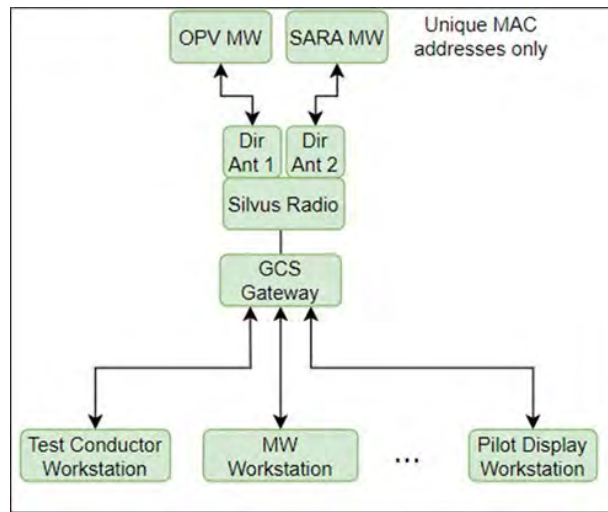 OPV MW
SARA MW
Unique MAC
addresses only
Dir
Ant 1
Dir
Ant 2
Silvus Radio
GCS
Gateway
Test Conductor
Workstation
MW
Workstation
...
Pilot Display
Workstation